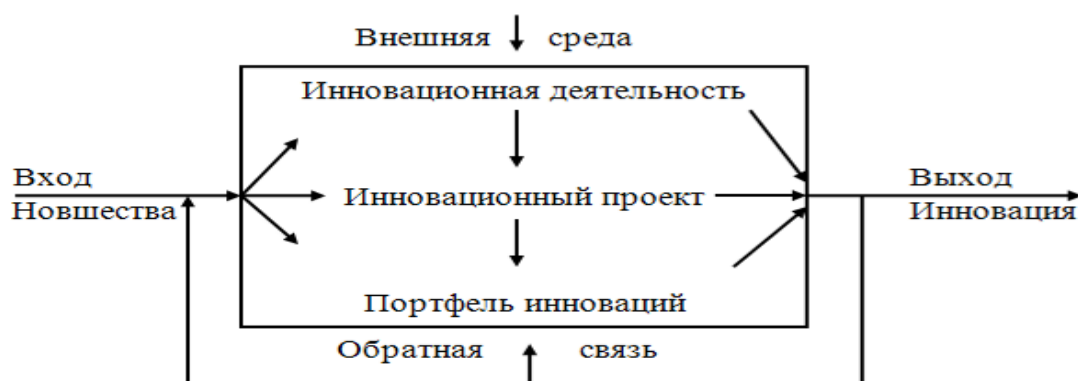 Внешняя среда
Инновационная деятельность
Вход
Новшества
Инновационный проект
Выход
Инновация
Портфель инноваций
Обратная связь